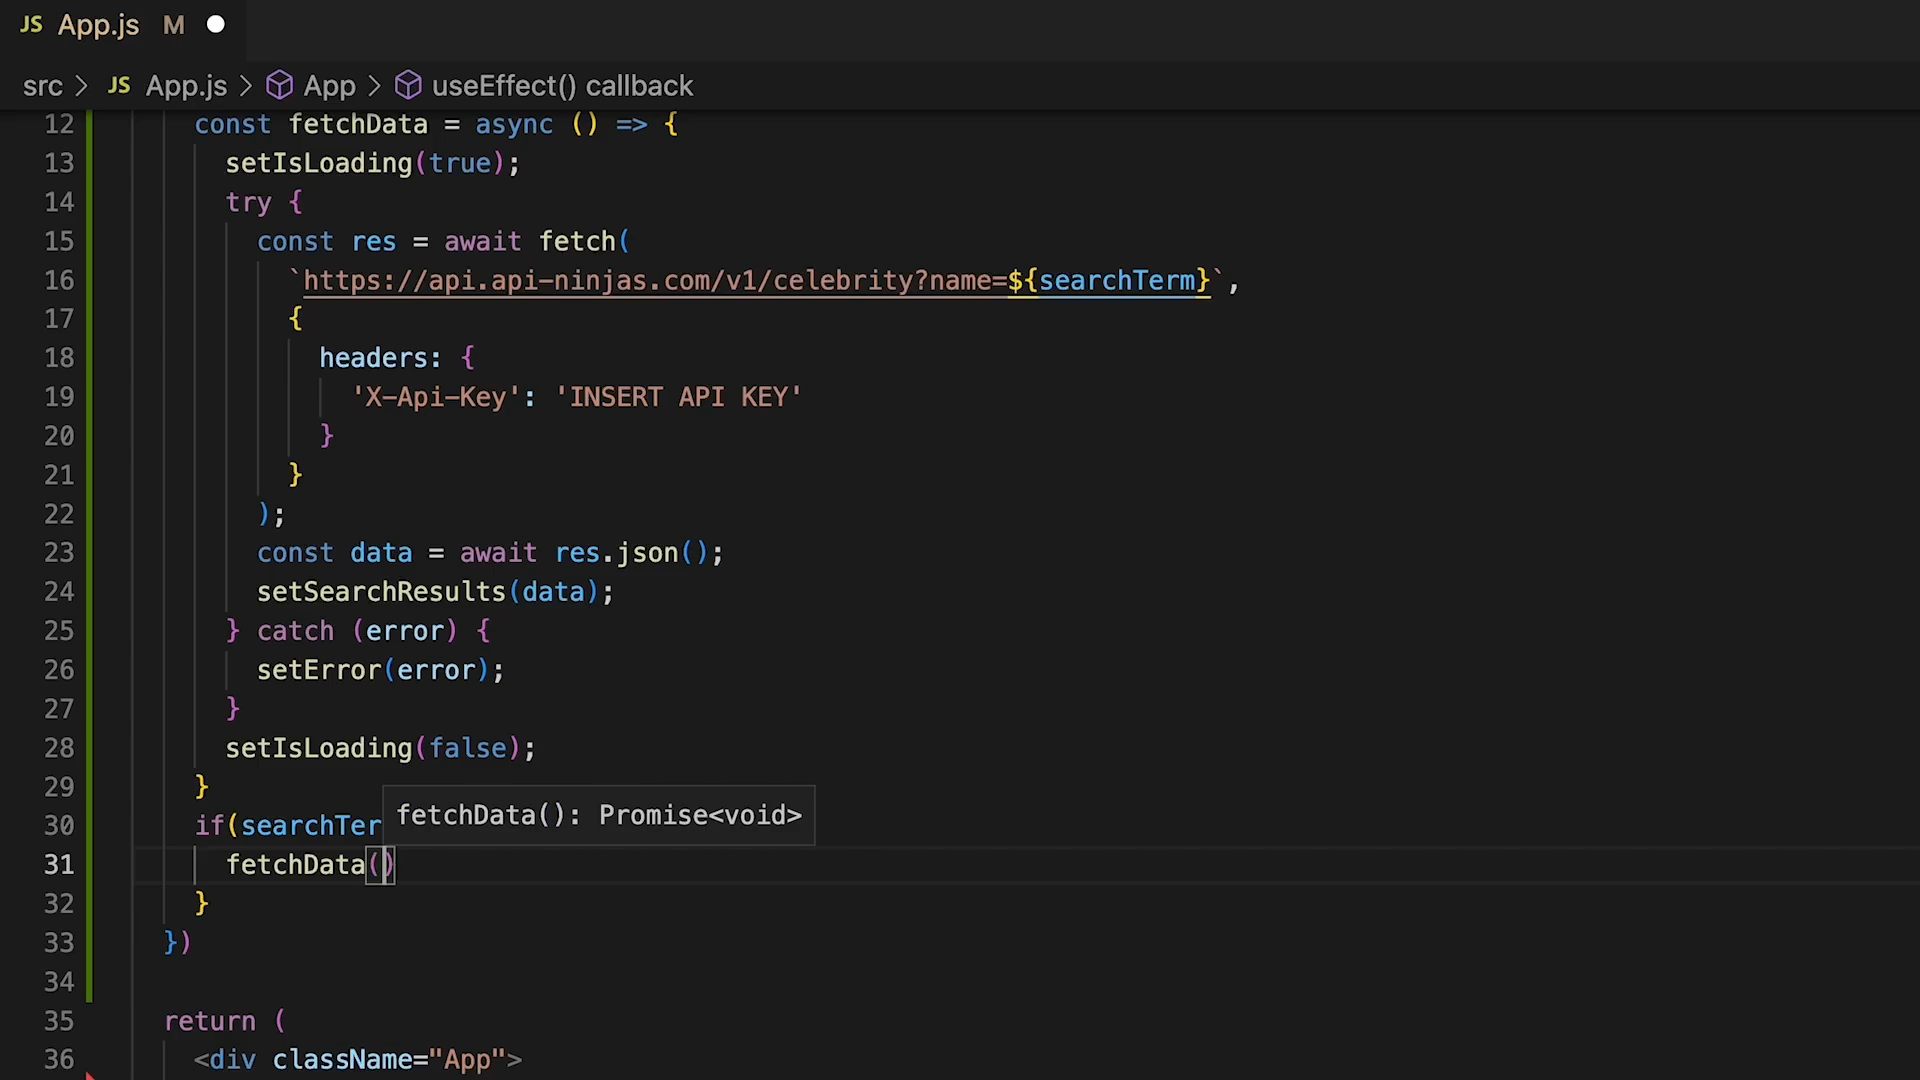 JS App.js M
src > JS App.js > App > useEffect() callback
12 const fetchData = async () => {
13 setIsLoading(true);
14 try {
15 const res = await fetch(
16 `https://api.api-ninjas.com/v1/celebrity?name=${searchTerm}`,
17 {
18 headers: {
19 'X-Api-Key': 'INSERT API KEY'
20 }
21 }
22 );
23 const data = await res.json();
24 setSearchResults(data);
25 } catch (error) {
26 setError(error);
27 }
28 setIsLoading(false);
29 }
fetchData(): Promise<void>
30 if(searchTer
31 fetchData()
32 }
33 })
34
35 return (
36 <div className="App">